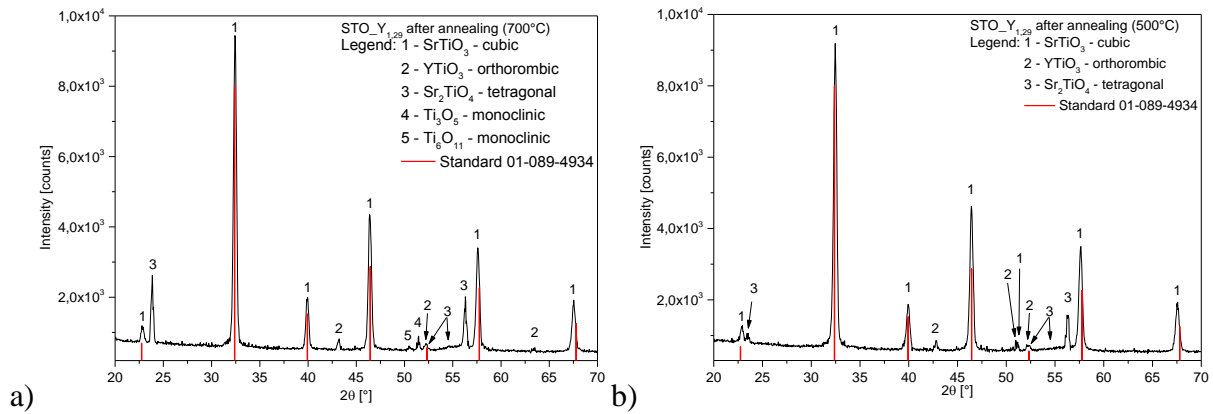 1,0x10⁴
8,0x10³
6,0x10³
4,0x10³
2,0x10³
Intensity [counts]
STO_Y₁,₂₉ after annealing (700°C)
Legend: 1 - SrTiO₃ - cubic
2 - YTiO₃ - orthorombic
3 - Sr₂TiO₄ - tetragonal
4 - Ti₃O₅ - monoclinic
5 - Ti₆O₁₁ - monoclinic
Standard 01-089-4934
1 3 1 1 2 1 5 4 2 3 3 1 2 1
20 25 30 35 40 45 50 55 60 65 70
2θ [°]
a)
1,0x10⁴
8,0x10³
6,0x10³
4,0x10³
2,0x10³
Intensity [counts]
STO_Y₁,₂₉ after annealing (500°C)
Legend: 1 - SrTiO₃ - cubic
2 - YTiO₃ - orthorombic
3 - Sr₂TiO₄ - tetragonal
Standard 01-089-4934
1 3 1 1 2 1 2 1 2 3 3 1 1
20 25 30 35 40 45 50 55 60 65 70
2θ [°]
b)